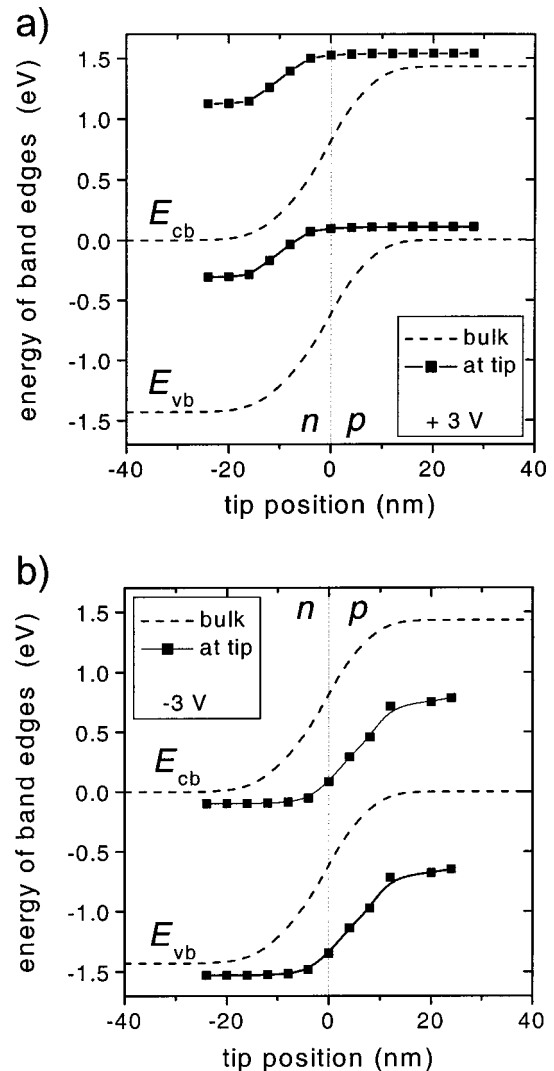 a)
energy of band edges (eV)
1.5
1.0
0.5
0.0
-0.5
-1.0
-1.5
E_cb
E_vb
n p
bulk
at tip
+ 3 V
-40 -20 0 20 40
tip position (nm)
b)
energy of band edges (eV)
1.5
1.0
0.5
0.0
-0.5
-1.0
-1.5
bulk
at tip
-3 V
n p
E_cb
E_vb
-40 -20 0 20 40
tip position (nm)